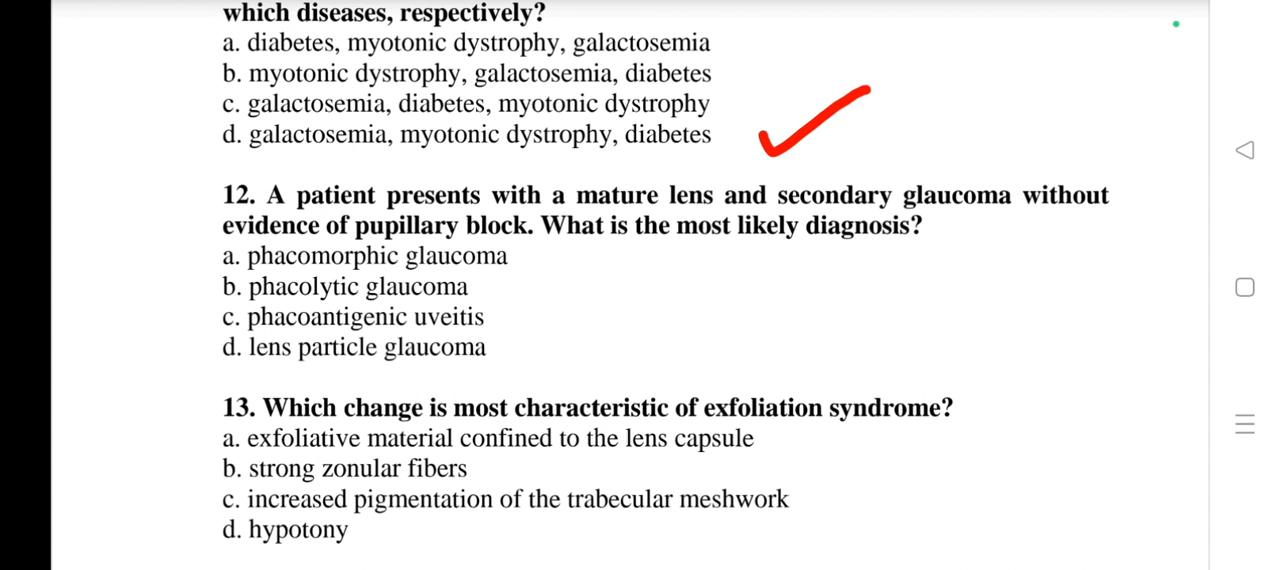 which diseases, respectively?
a. diabetes, myotonic dystrophy, galactosemia
b. myotonic dystrophy, galactosemia, diabetes
c. galactosemia, diabetes, myotonic dystrophy
d. galactosemia, myotonic dystrophy, diabetes
12. A patient presents with a mature lens and secondary glaucoma without
evidence of pupillary block. What is the most likely diagnosis?
a. phacomorphic glaucoma
b. phacolytic glaucoma
c. phacoantigenic uveitis
d. lens particle glaucoma
13. Which change is most characteristic of exfoliation syndrome?
a. exfoliative material confined to the lens capsule
b. strong zonular fibers
c. increased pigmentation of the trabecular meshwork
d. hypotony